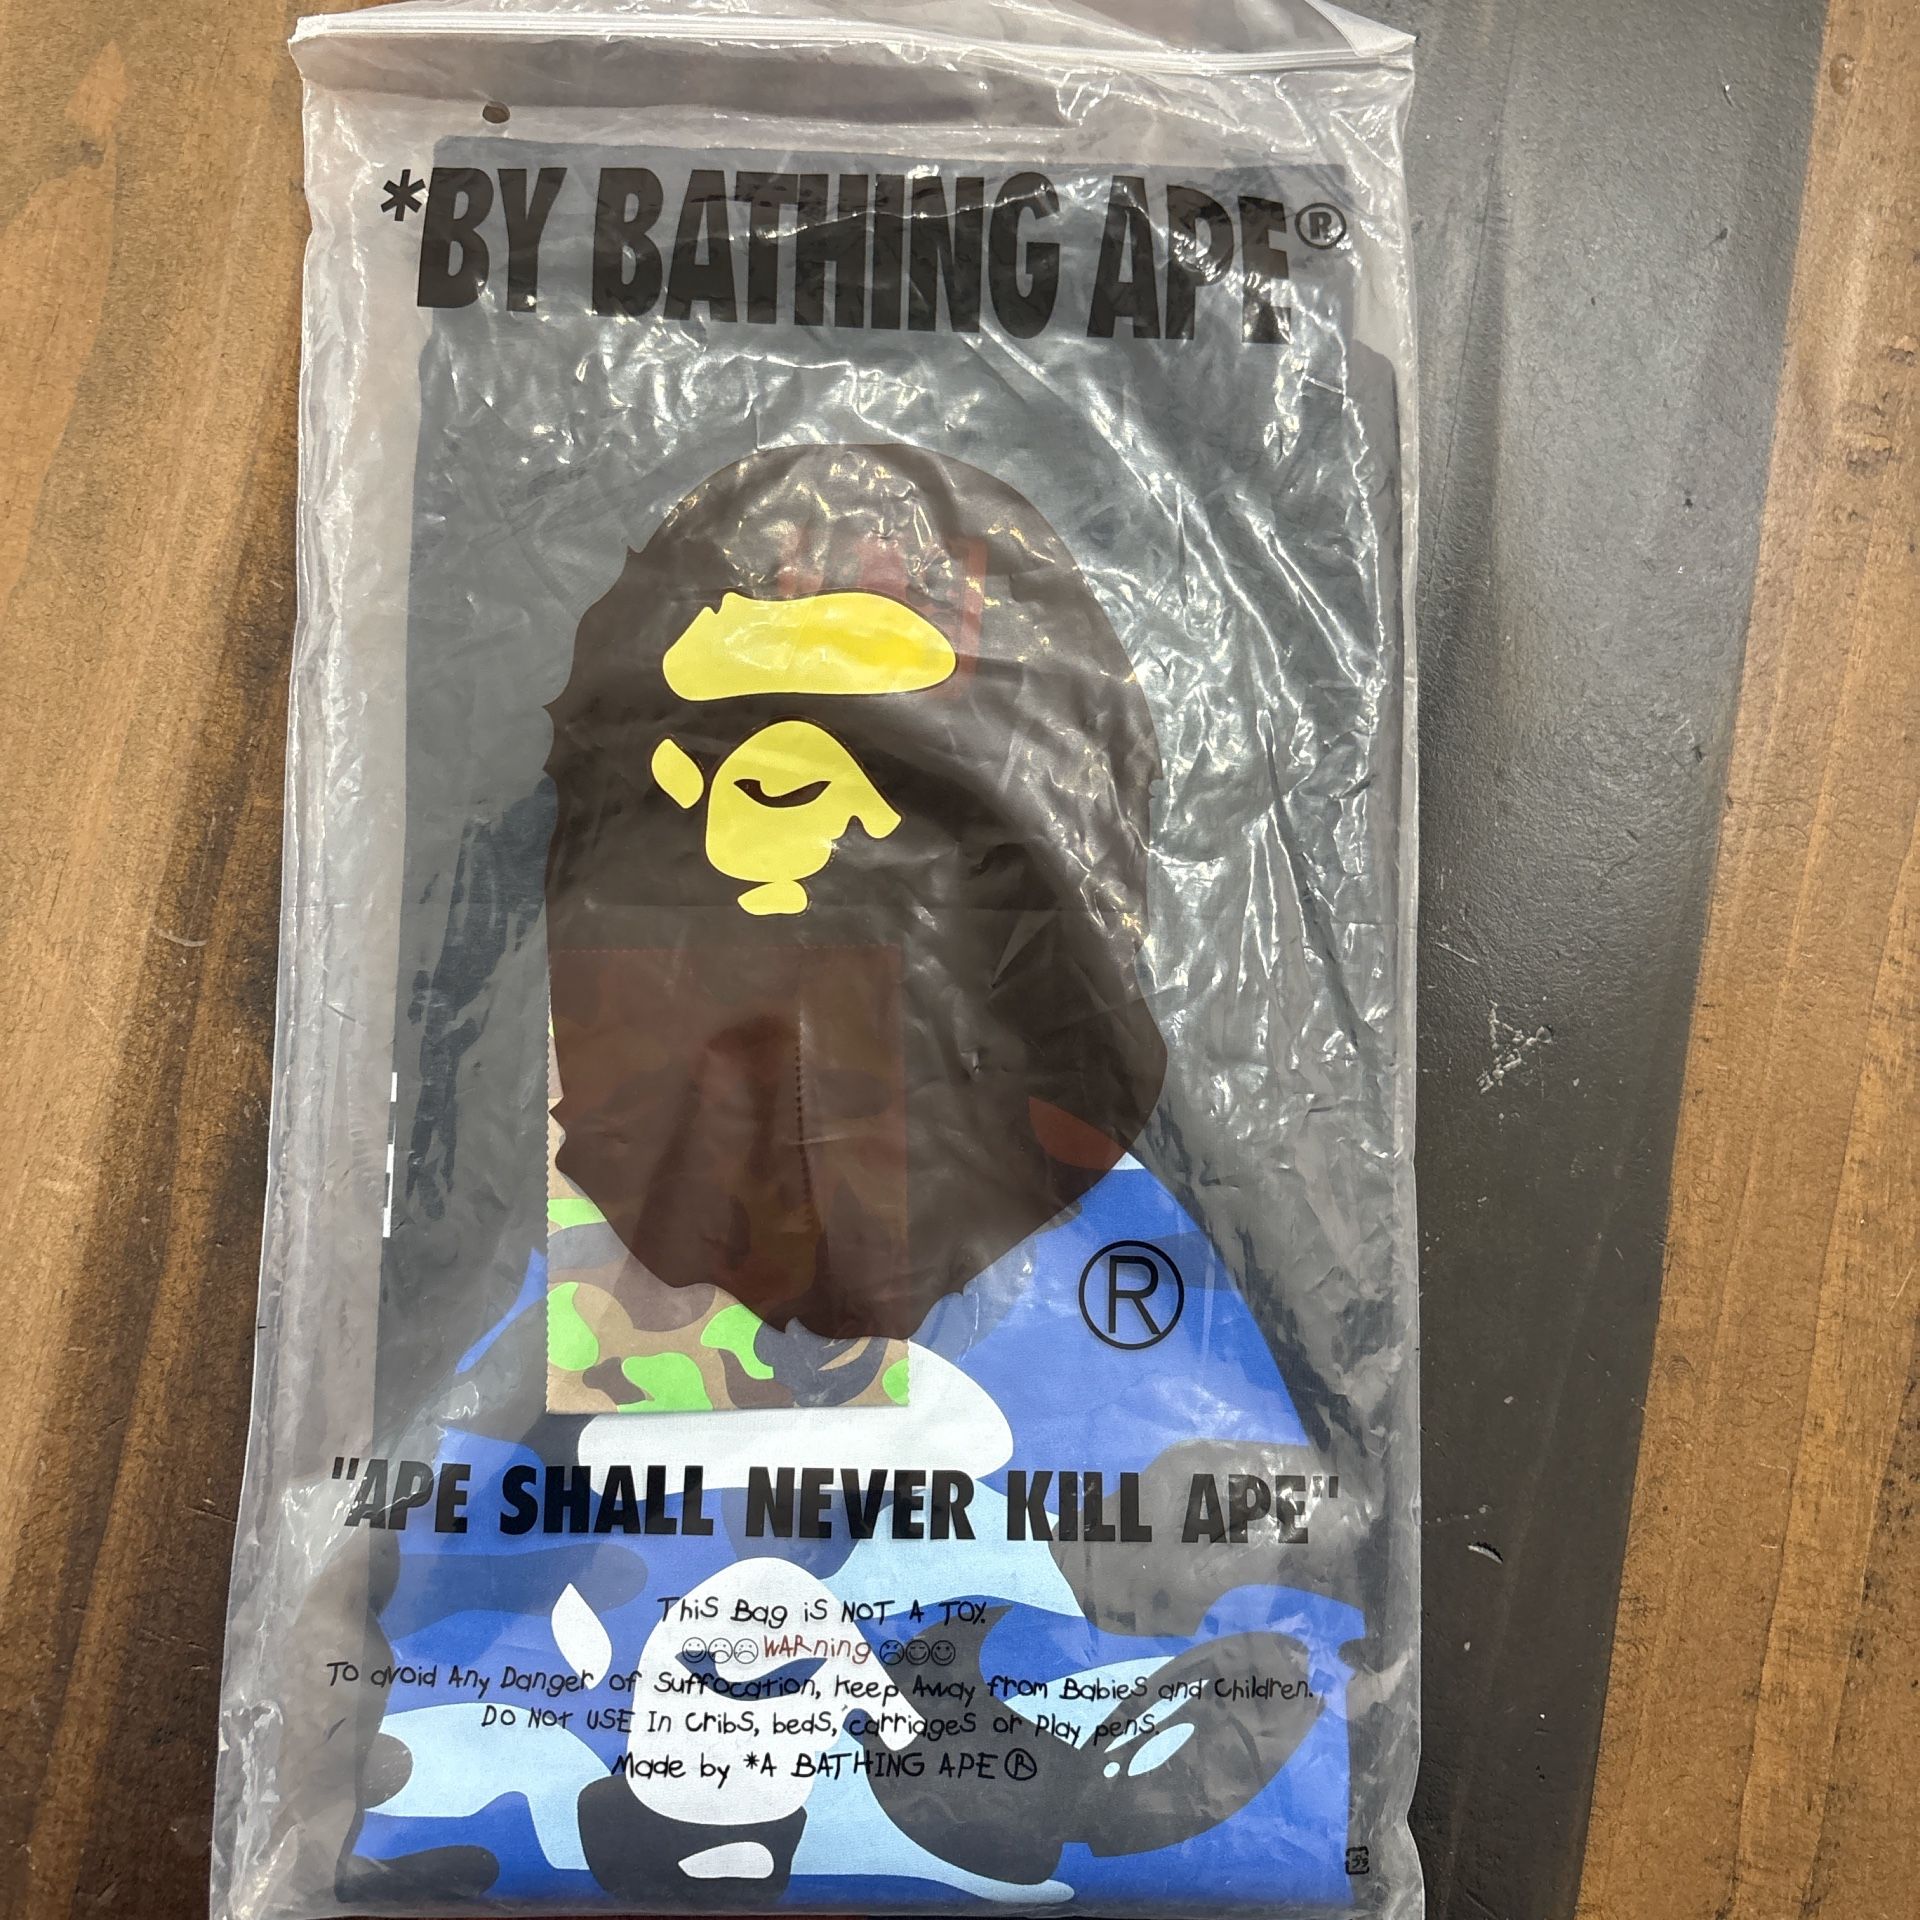 *BY BATHING APE®
®
"APE SHALL NEVER KILL APE"
THiS Bag iS NOT A TOY.
WARning
TO avoid Any Danger of Suffocation, Keep Away from Babies and Children.
DO NOt USE In CribS, beds, carriages or Play pens.
Made by *A BATHING APE®